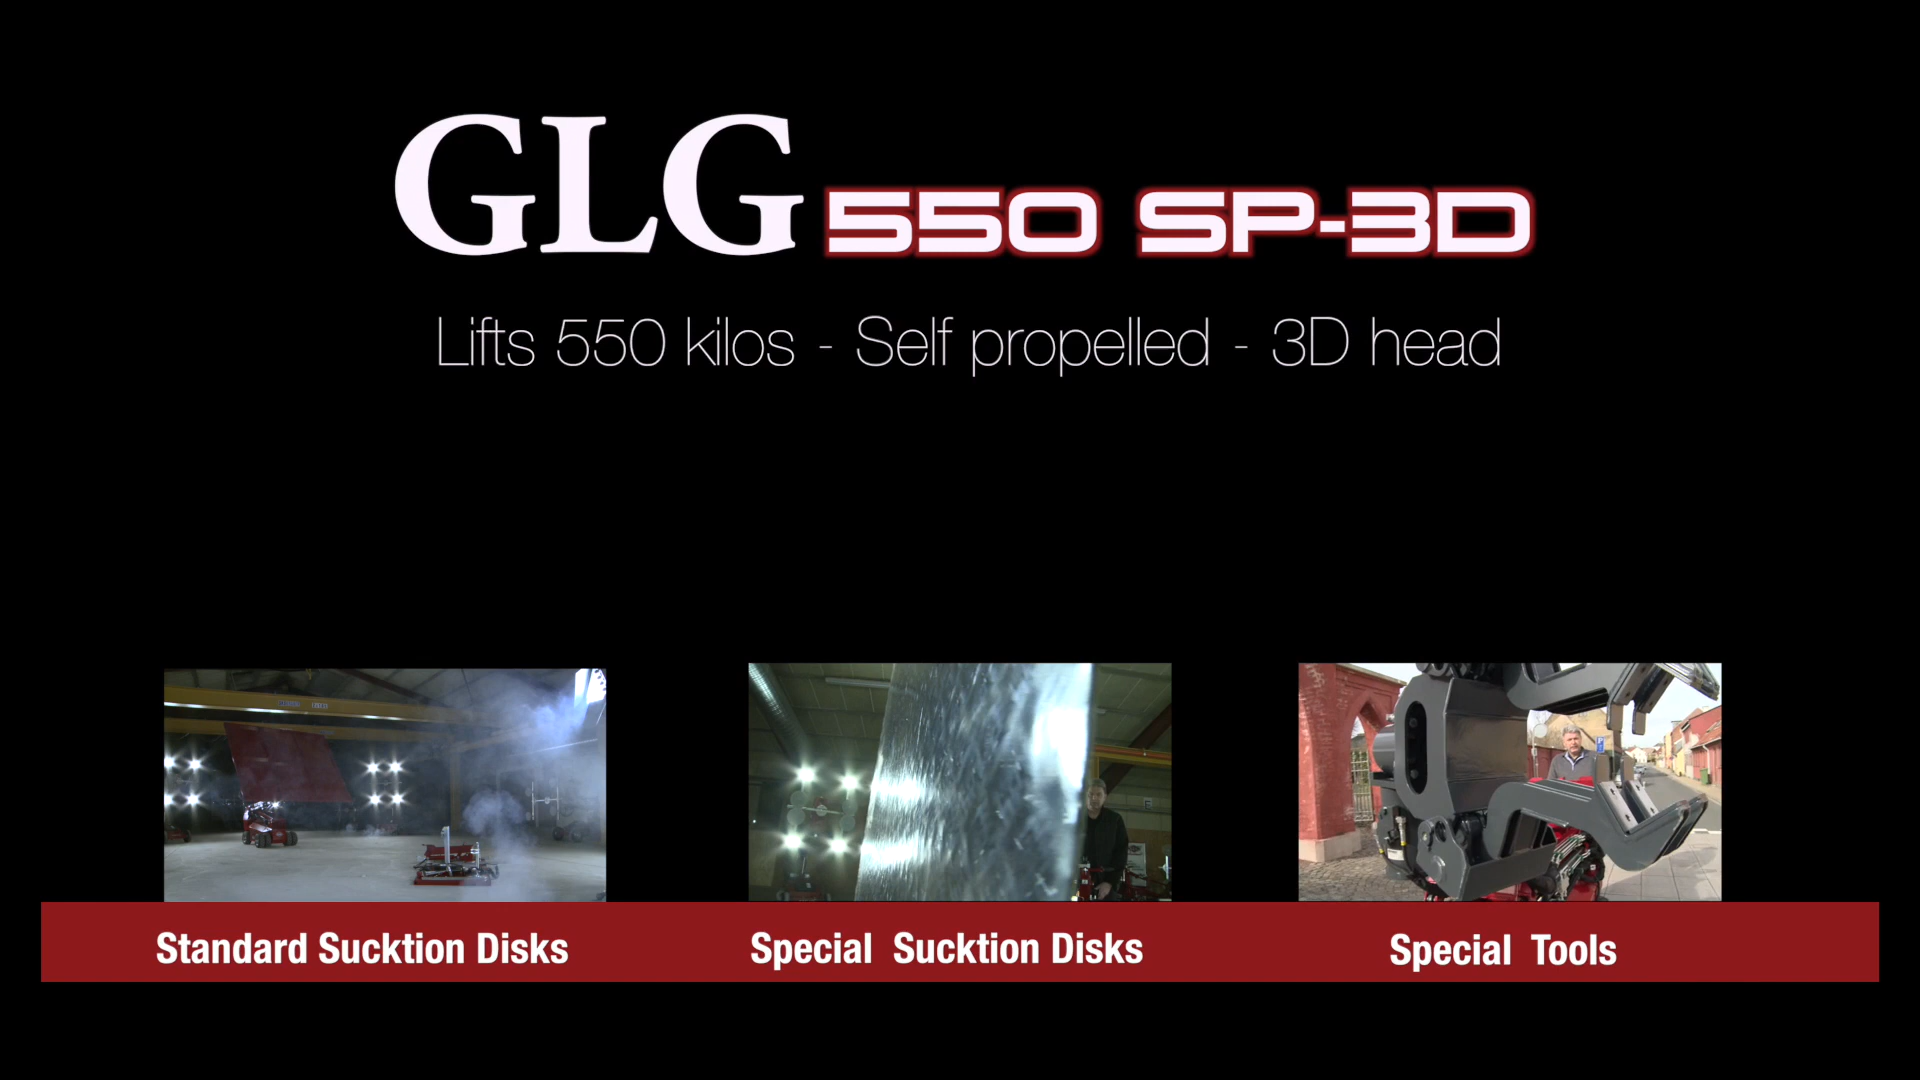 GLG 550 SP-3D
Lifts 550 kilos - Self propelled - 3D head
Standard Sucktion Disks
Special Sucktion Disks
Special Tools